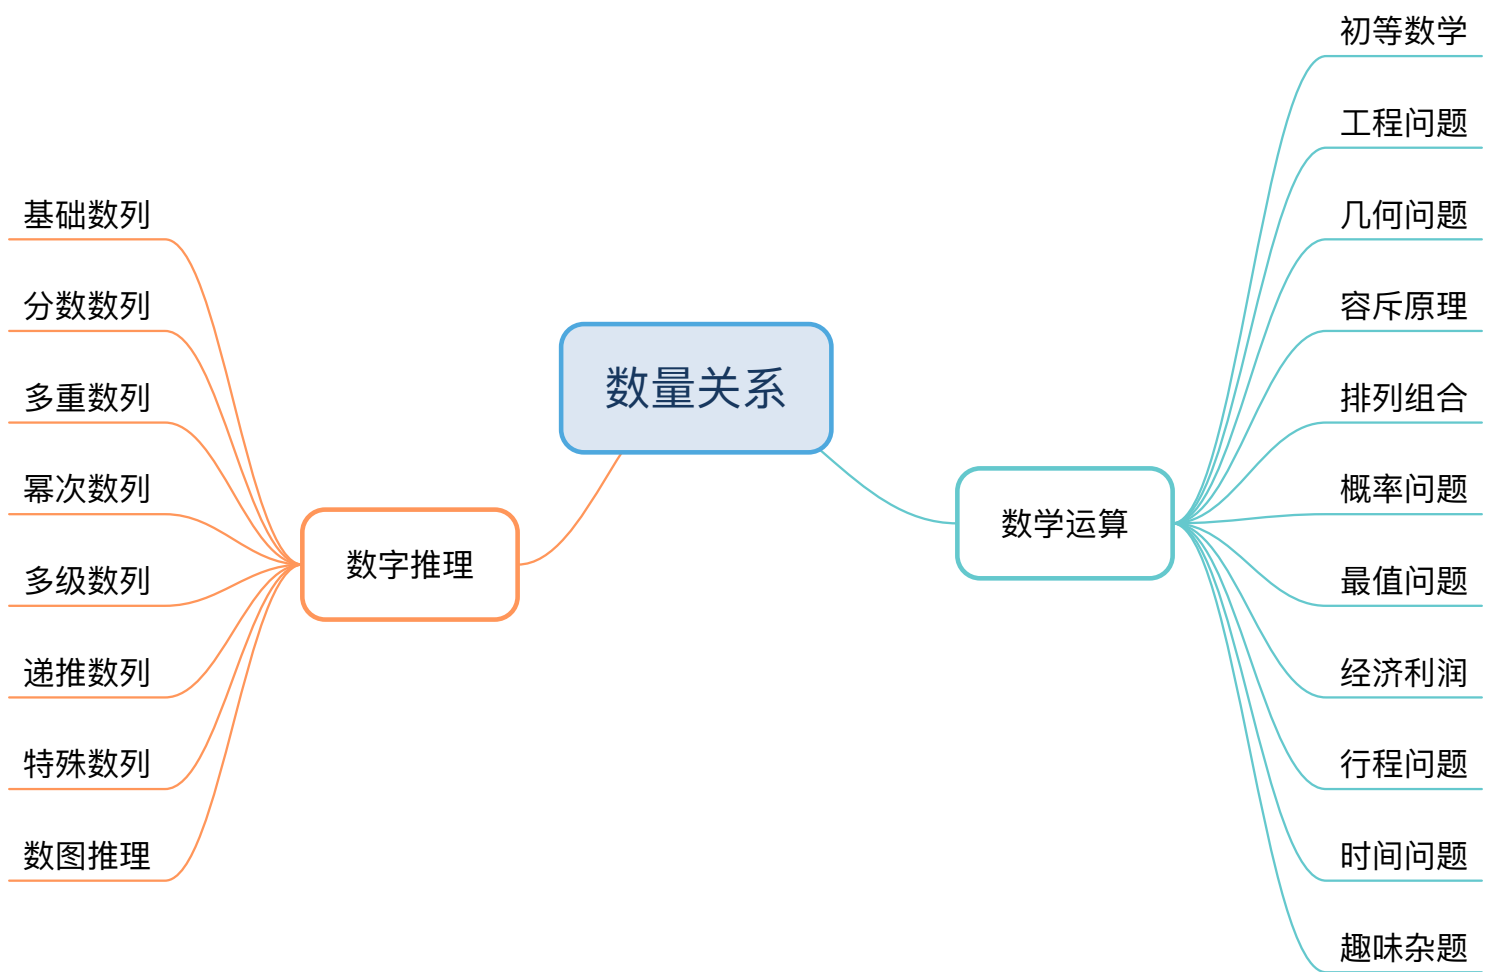 数量关系
数字推理
基础数列
分数数列
多重数列
幂次数列
多级数列
递推数列
特殊数列
数图推理
数学运算
初等数学
工程问题
几何问题
容斥原理
排列组合
概率问题
最值问题
经济利润
行程问题
时间问题
趣味杂题